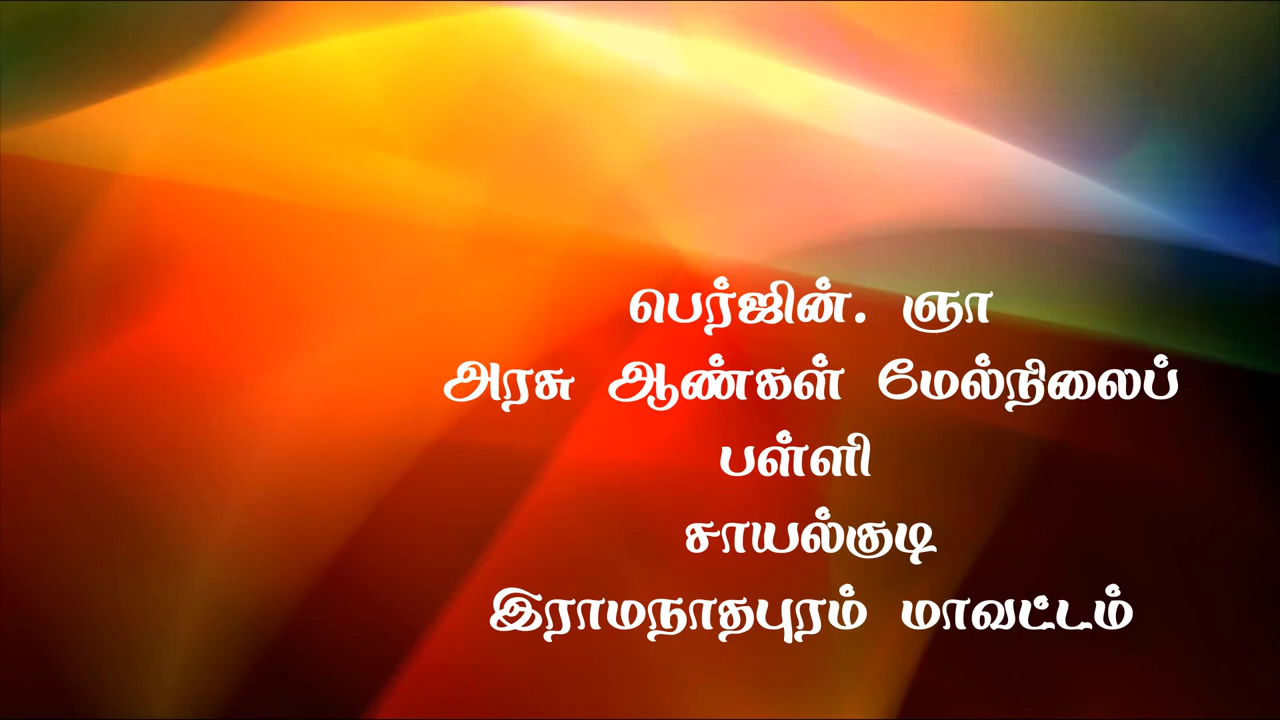 பெர்ஜின். ஞா
அரசு ஆண்கள் மேல்நிலைப்
பள்ளி
சாயல்குடி
இராமநாதபுரம் மாவட்டம்